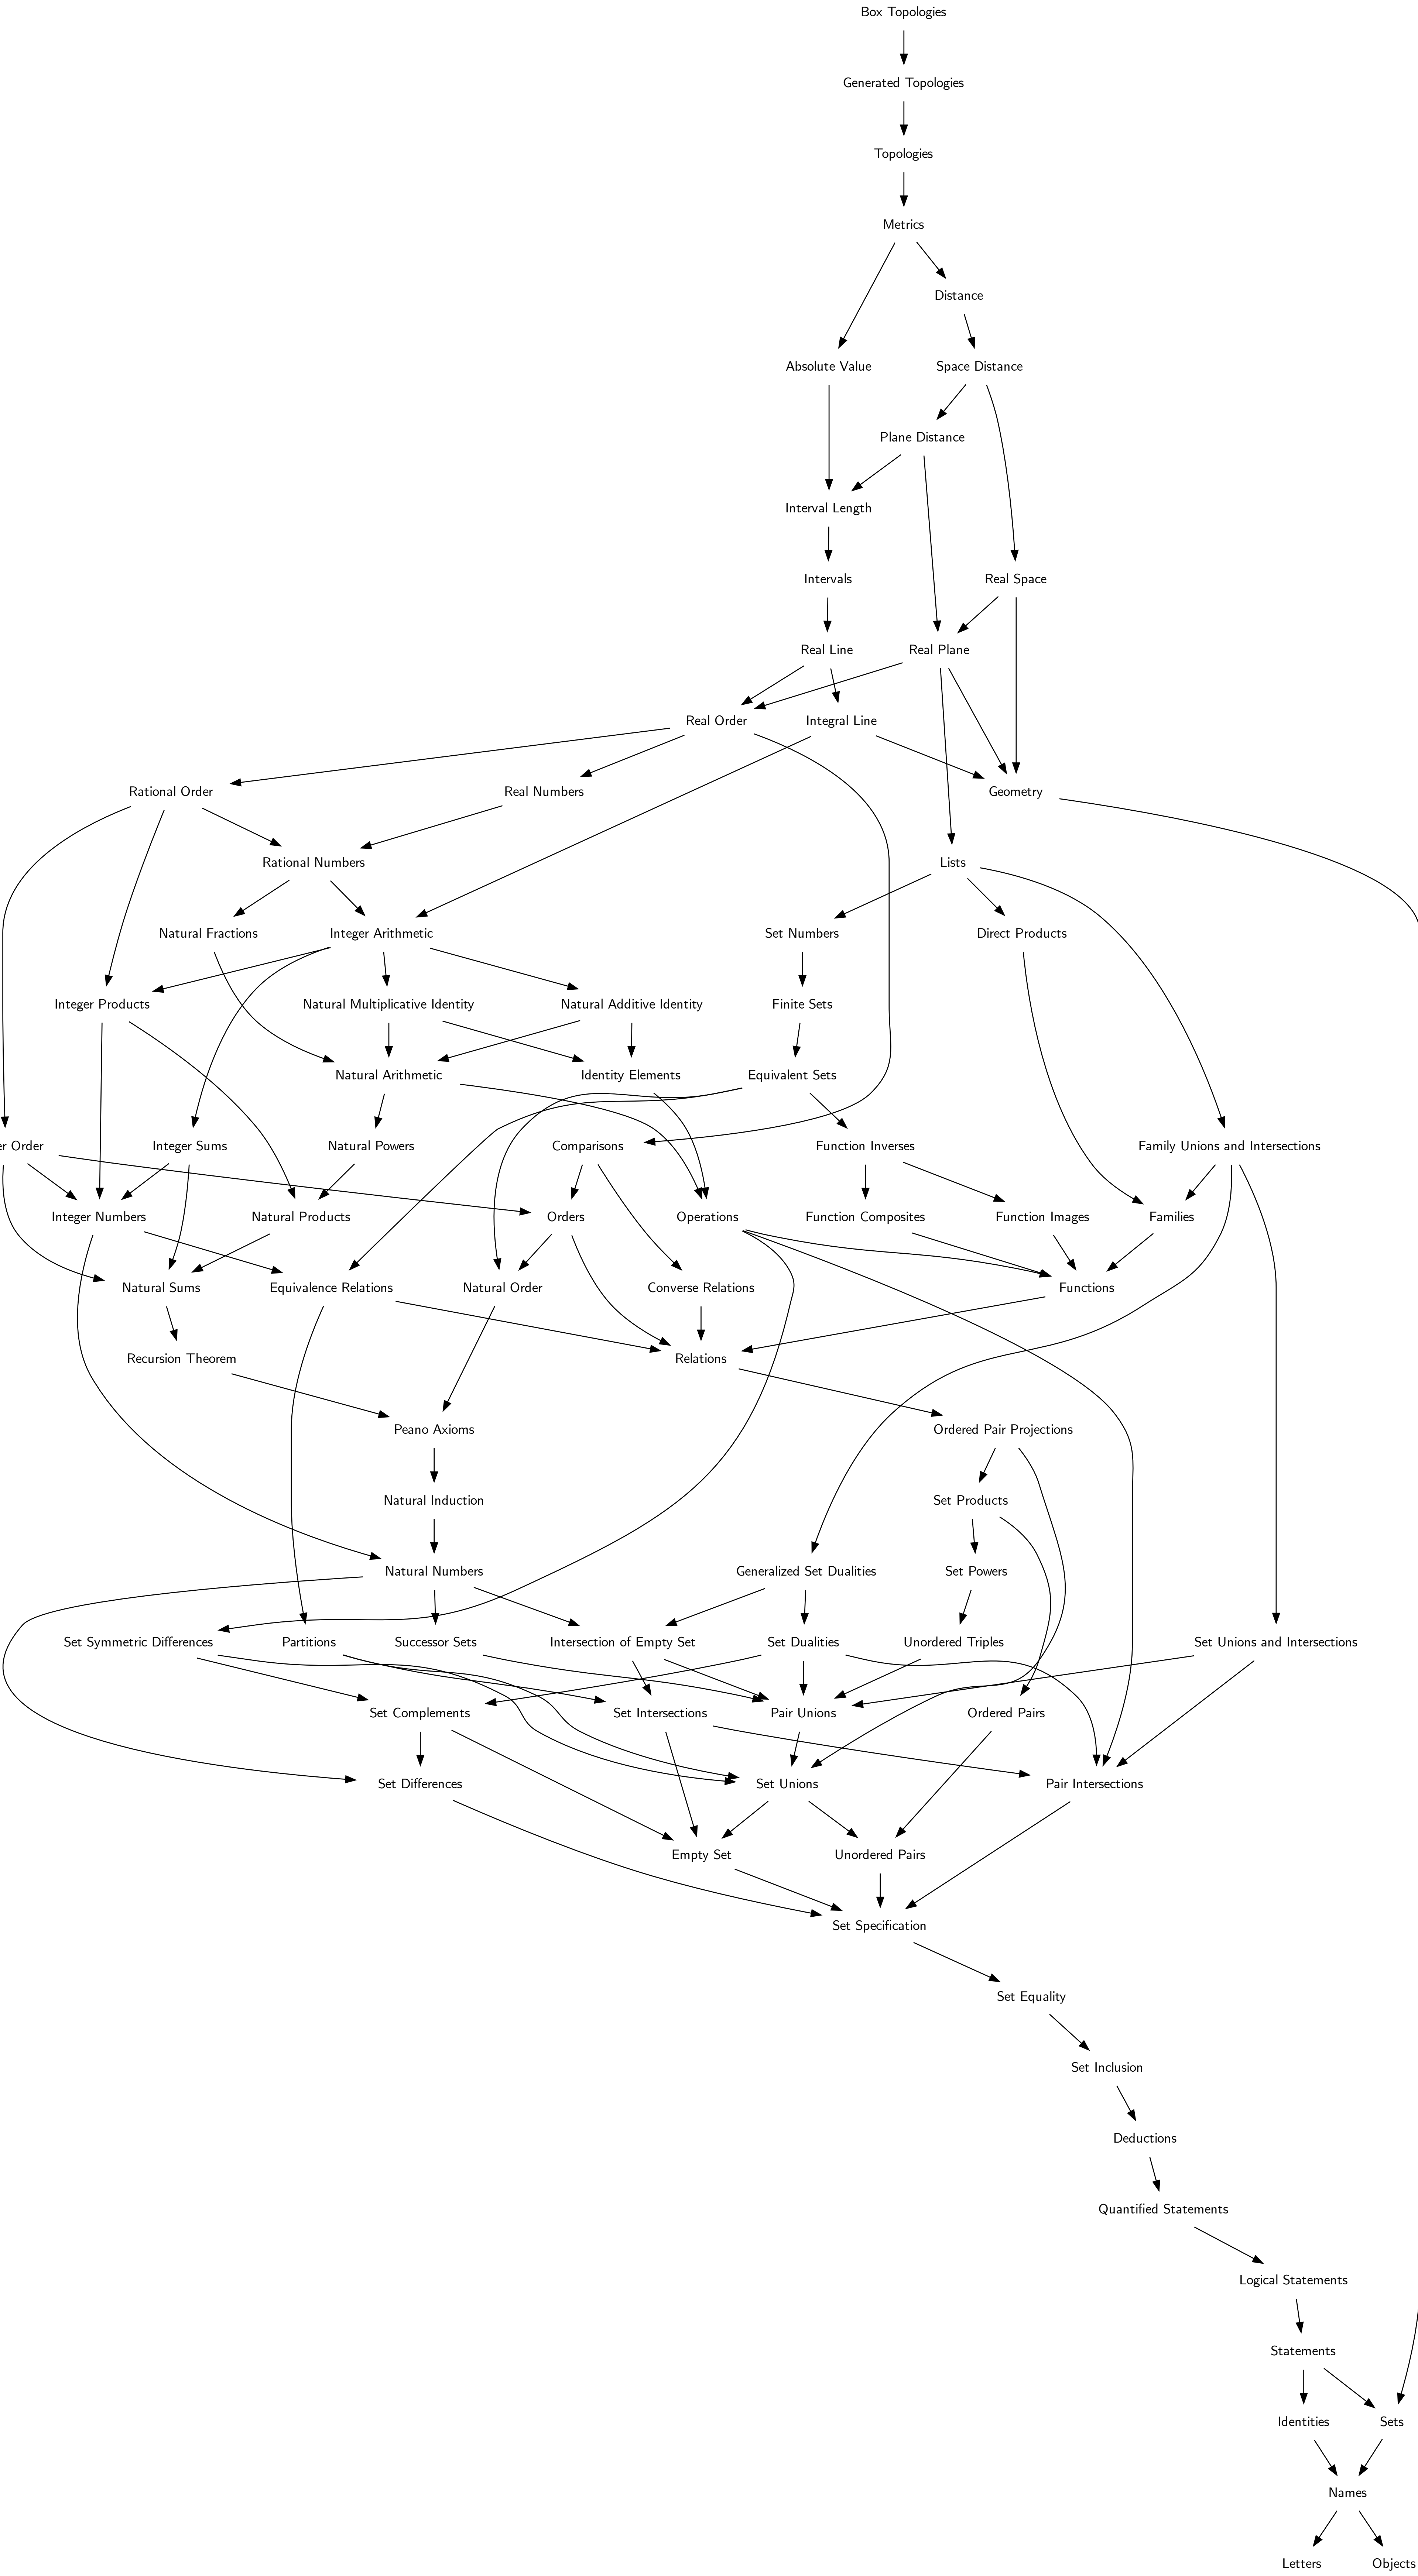 Box Topologies
Generated Topologies
Topologies
Metrics
Distance
Absolute Value
Space Distance
Plane Distance
Interval Length
Intervals
Real Space
Real Line
Real Plane
Real Order
Integral Line
Rational Order
Real Numbers
Geometry
Rational Numbers
Lists
Natural Fractions
Integer Arithmetic
Set Numbers
Direct Products
Integer Products
Natural Multiplicative Identity
Natural Additive Identity
Finite Sets
Natural Arithmetic
Identity Elements
Equivalent Sets
er Order
Integer Sums
Natural Powers
Comparisons
Function Inverses
Family Unions and Intersections
Integer Numbers
Natural Products
Orders
Operations
Function Composites
Function Images
Families
Natural Sums
Equivalence Relations
Natural Order
Converse Relations
Functions
Recursion Theorem
Relations
Peano Axioms
Ordered Pair Projections
Natural Induction
Set Products
Natural Numbers
Generalized Set Dualities
Set Powers
Set Symmetric Differences
Partitions
Successor Sets
Intersection of Empty Set
Set Dualities
Unordered Triples
Set Unions and Intersections
Set Complements
Set Intersections
Pair Unions
Ordered Pairs
Set Differences
Set Unions
Pair Intersections
Empty Set
Unordered Pairs
Set Specification
Set Equality
Set Inclusion
Deductions
Quantified Statements
Logical Statements
Statements
Identities
Sets
Names
Letters
Objects